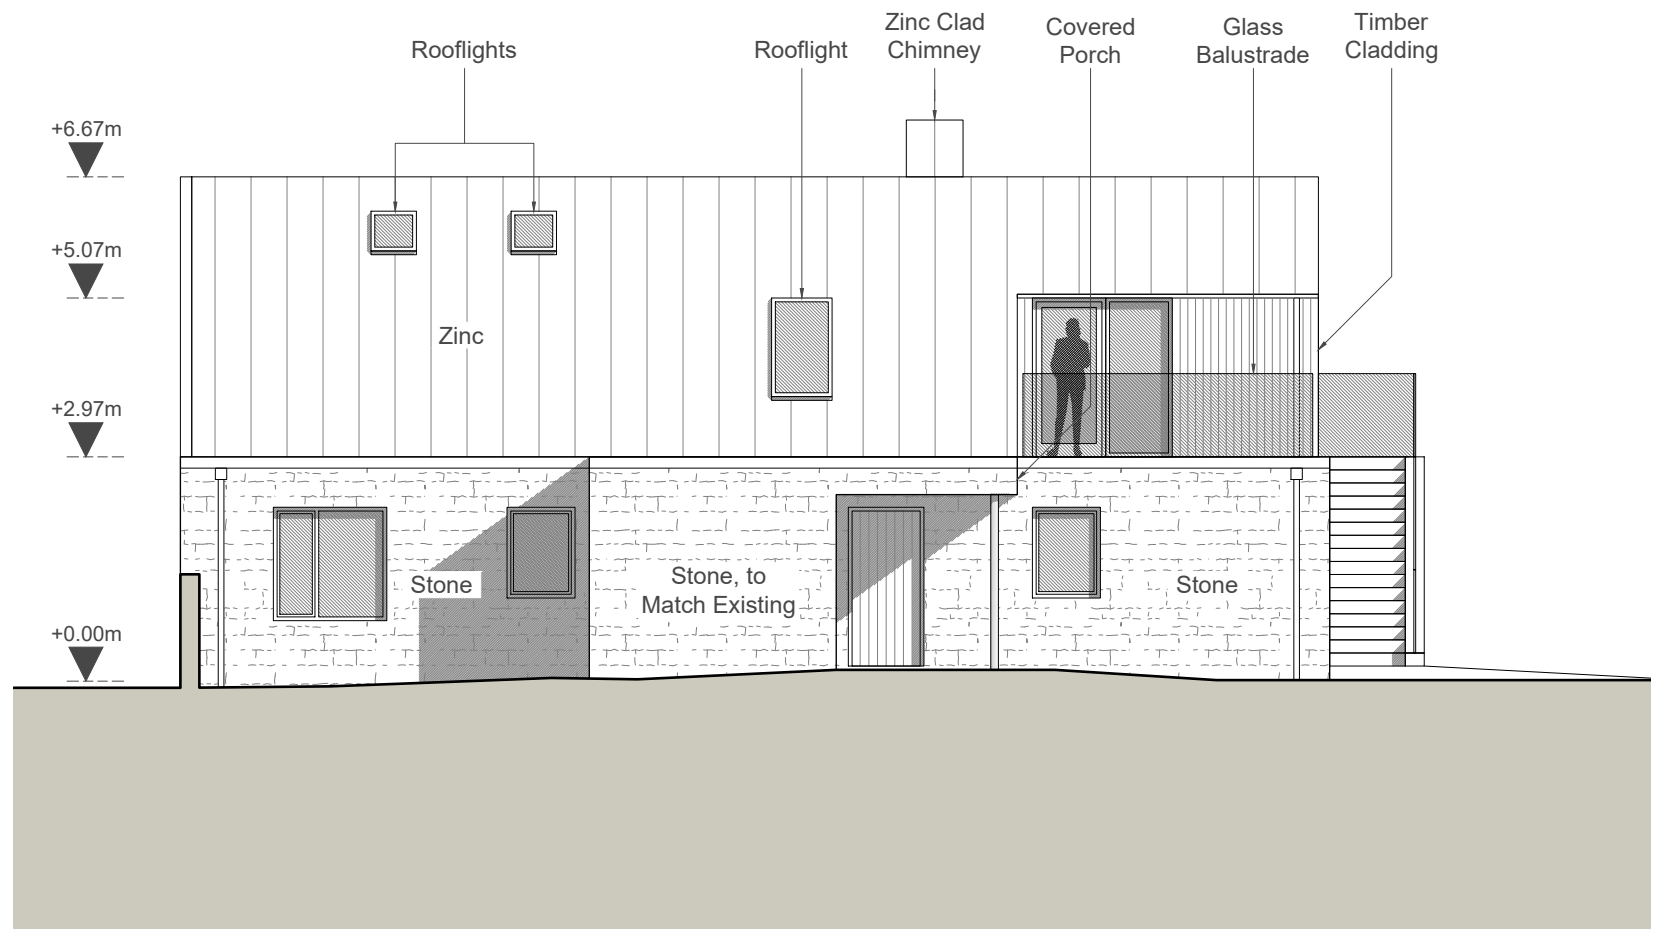 Rooflights
Rooflight
Zinc Clad
Chimney
Covered
Porch
Glass
Balustrade
Timber
Cladding
+6.67m
+5.07m
+2.97m
+0.00m
Zinc
Stone
Stone, to
Match Existing
Stone